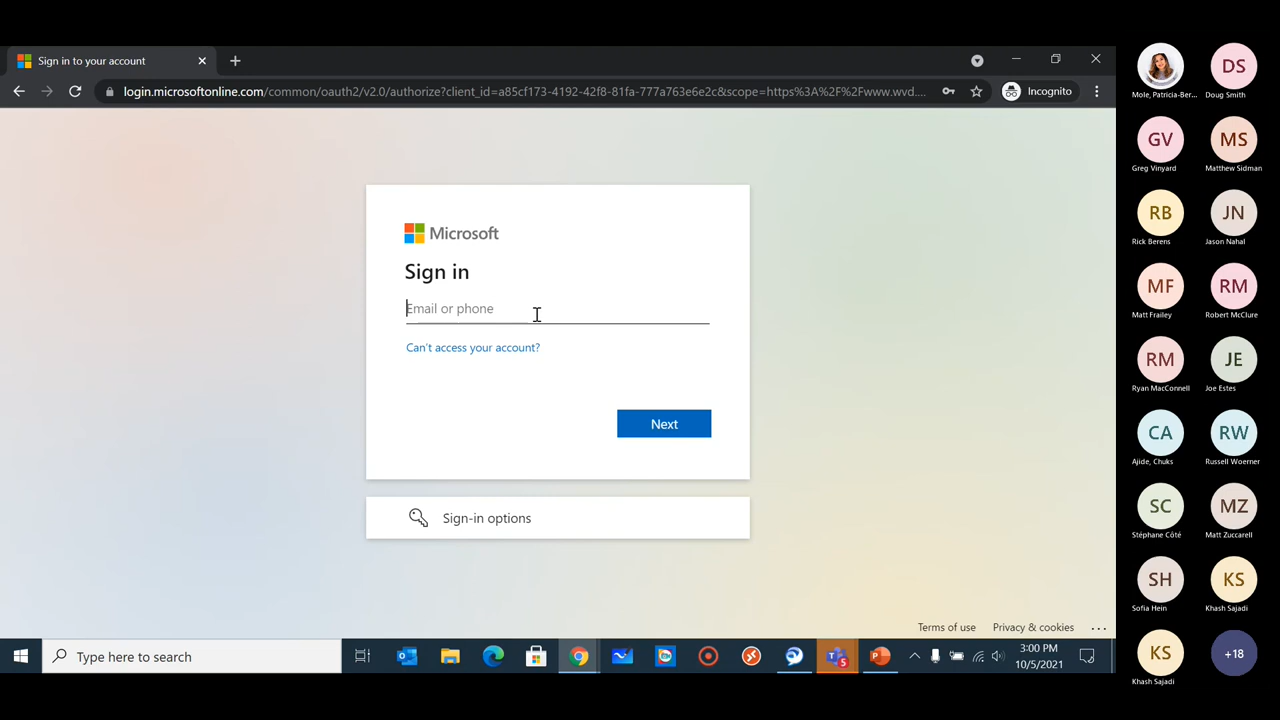 Sign in to your account
login.microsoftonline.com/common/oauth2/v2.0/authorize?client_id=a85cf173-4192-42f8-81fa-777a763e6e2c&scope=https%3A%2F%2Fwww.wvd....
Incognito
Microsoft
Sign in
Email or phone
Can't access your account?
Next
Sign-in options
Terms of use
Privacy & cookies
...
Type here to search
5
3:00 PM
10/5/2021
Mole, Patricia-Ber...
DS
Doug Smith
GV
Greg Vinyard
MS
Matthew Sidman
RB
Rick Berens
JN
Jason Nahal
MF
Matt Frailey
RM
Robert McClure
RM
Ryan MacConnell
JE
Joe Estes
CA
Ajide, Chuks
RW
Russell Woerner
SC
Stéphane Côté
MZ
Matt Zuccarell
SH
Sofia Hein
KS
Khash Sajadi
KS
Khash Sajadi
+18